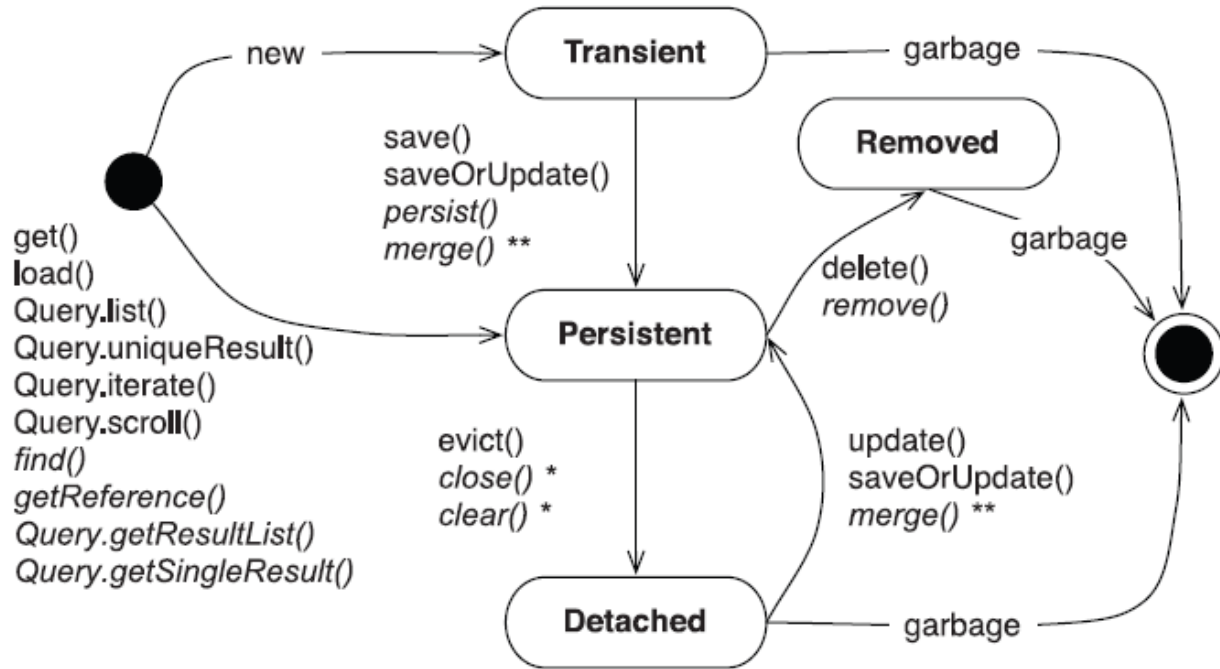 new
Transient
garbage
save()
saveOrUpdate()
persist()
merge() **
Removed
garbage
get()
load()
Query.list()
Query.uniqueResult()
Query.iterate()
Query.scroll()
find()
getReference()
Query.getResultList()
Query.getSingleResult()
Persistent
delete()
remove()
evict()
close() *
clear() *
update()
saveOrUpdate()
merge() **
Detached
garbage